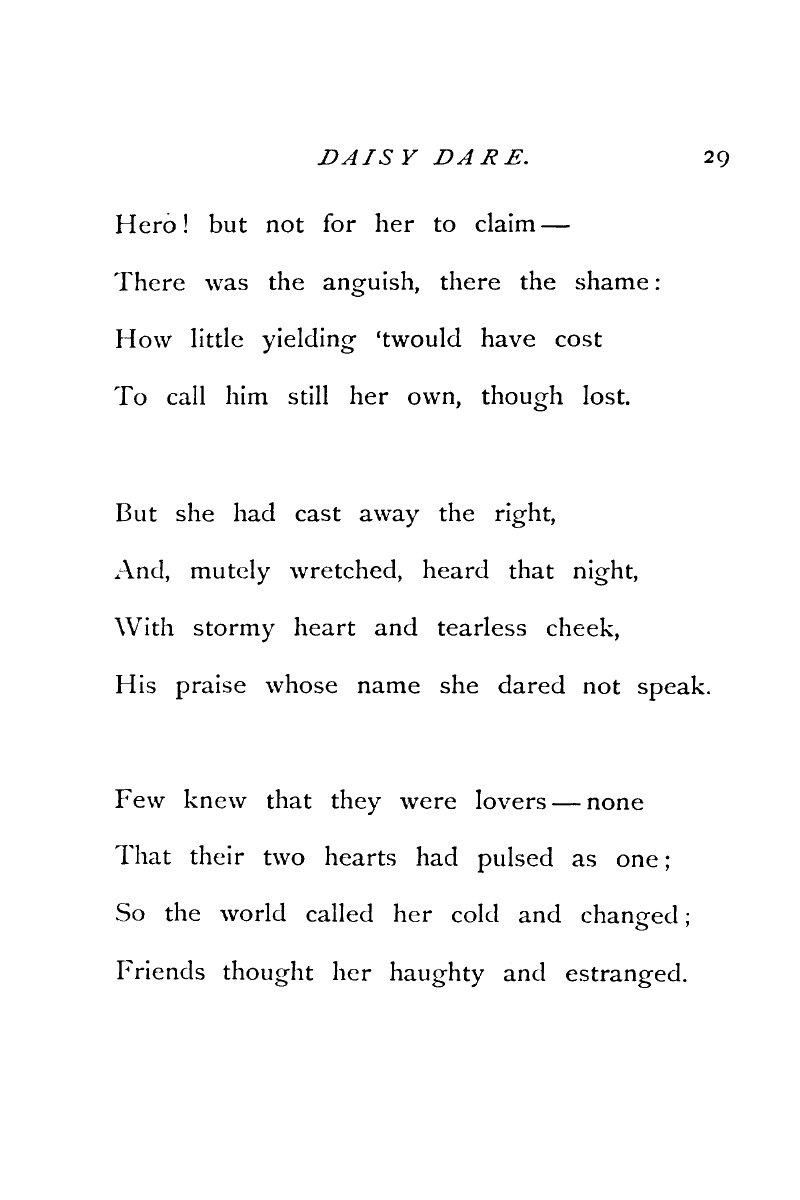 DAISY DARE. 29
Hero! but not for her to claim —
There was the anguish, there the shame:
How little yielding ‘twould have cost
To call him still her own, though lost.
But she had cast away the right,
And, mutely wretched, heard that night,
With stormy heart and tearless cheek,
His praise whose name she dared not speak.
Few knew that they were lovers — none
That their two hearts had pulsed as one;
So the world called her cold and changed;
Friends thought her haughty and estranged.